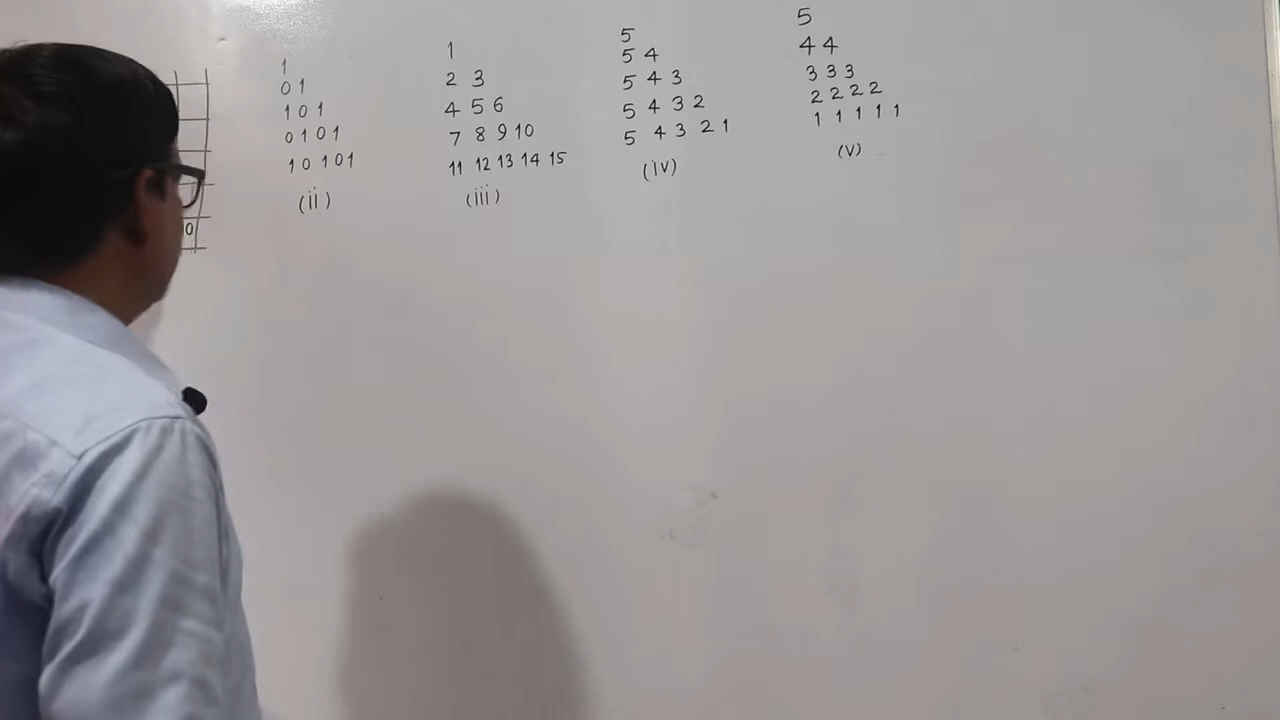 0
1
0 1
1 0 1
0 1 0 1
1 0 1 0 1
(ii)
1
2 3
4 5 6
7 8 9 10
11 12 13 14 15
(iii)
5
5 4
5 4 3
5 4 3 2
5 4 3 2 1
(iv)
5
4 4
3 3 3
2 2 2 2
1 1 1 1 1
(v)